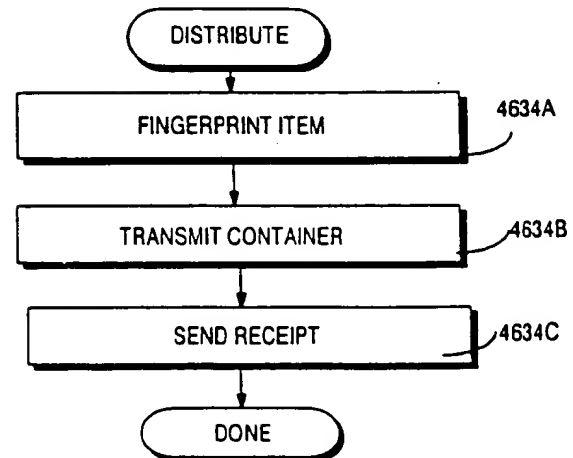 DISTRIBUTE
FINGERPRINT ITEM
4634A
TRANSMIT CONTAINER
4634B
SEND RECEIPT
4634C
DONE